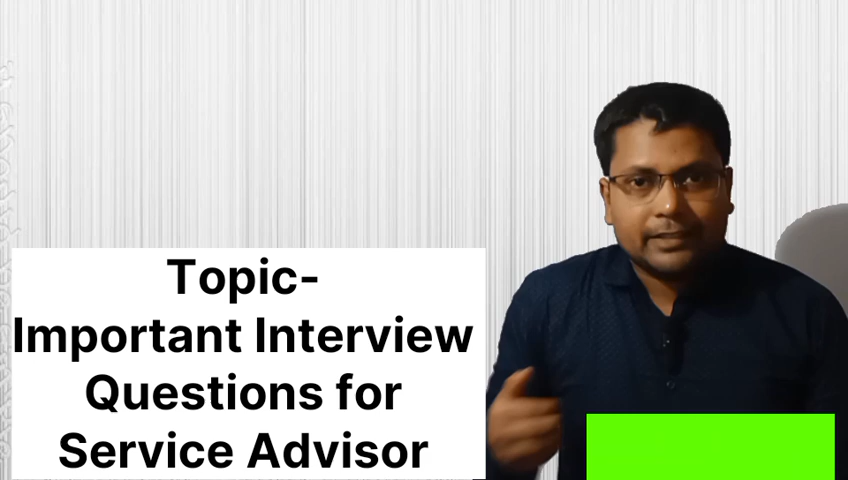 Topic-
Important Interview
Questions for
Service Advisor